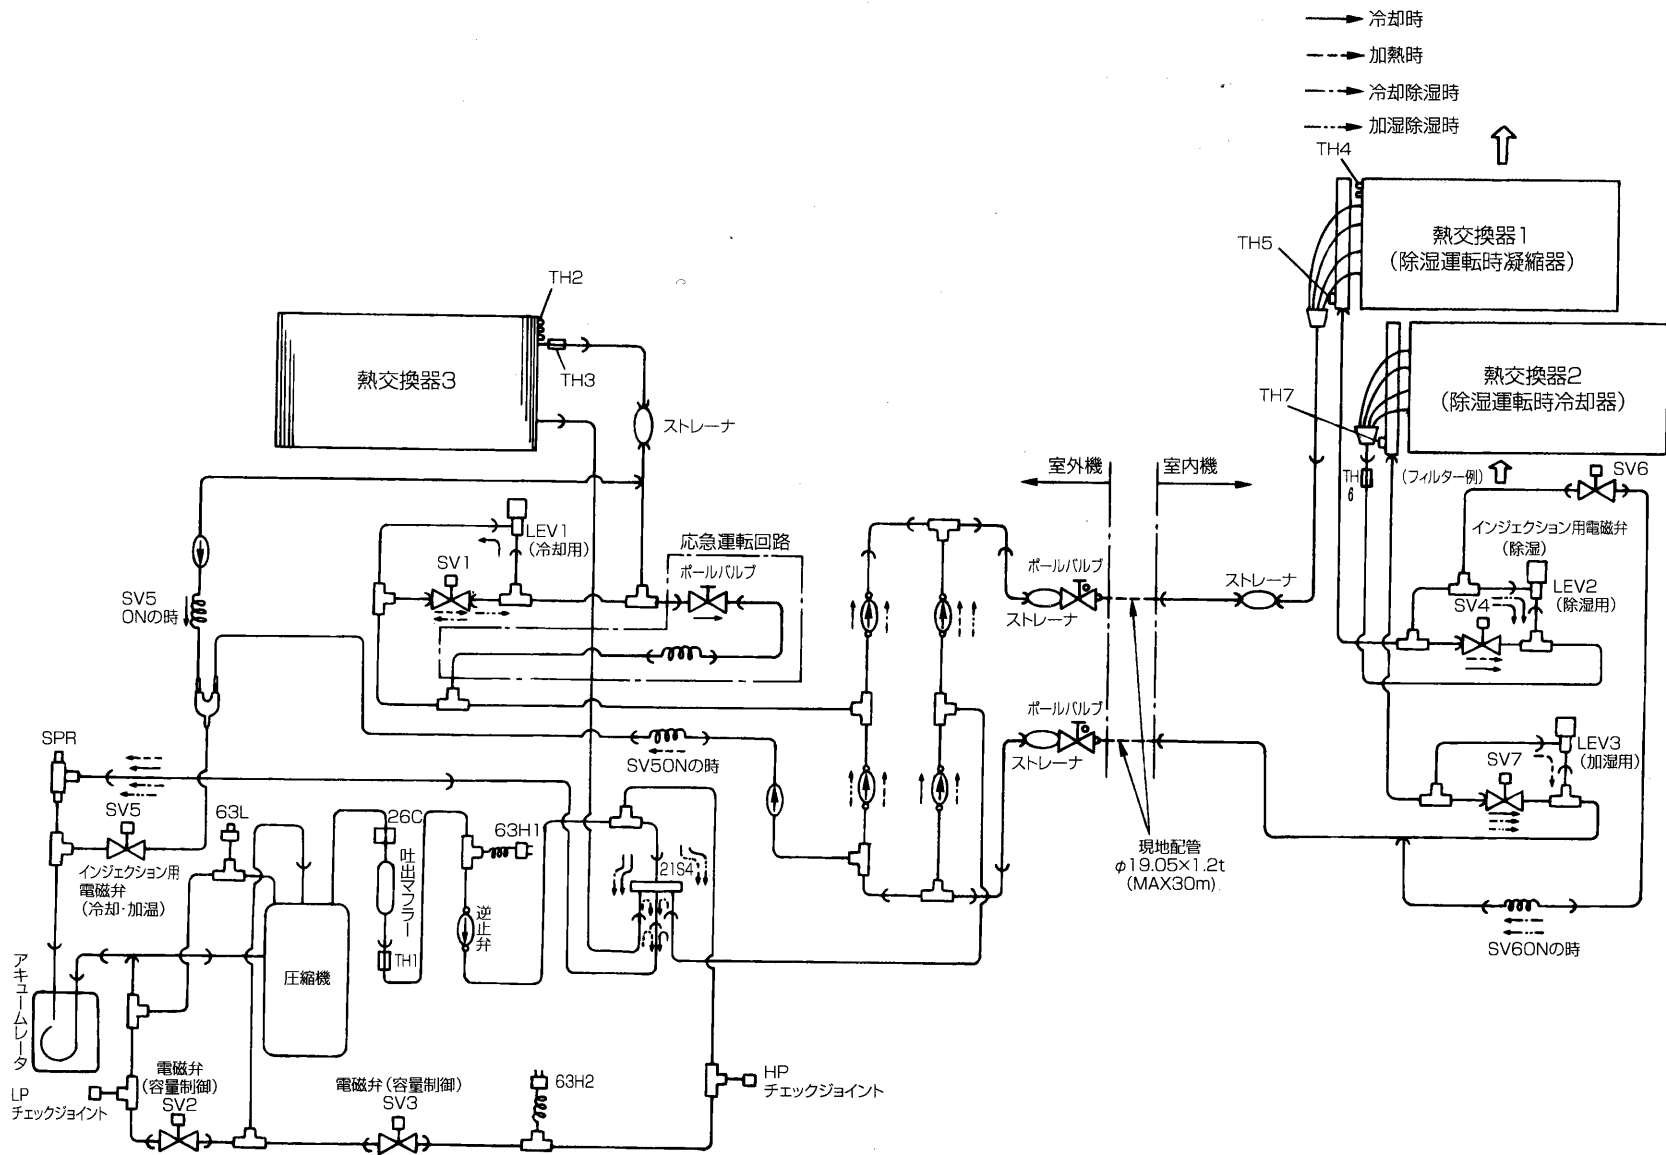 冷却時
加熱時
冷却除湿時
加湿除湿時
TH4
TH5
熱交換器1
(除湿運転時凝縮器)
TH2
TH3
熱交換器3
ストレーナ
TH7
熱交換器2
(除湿運転時冷却器)
TH
6
(フィルター例)
SV6
室外機
室内機
インジェクション用電磁弁
(除湿)
LEV1
(冷却用)
SV1
応急運転回路
ボールバルブ
ボールバルブ
ストレーナ
ストレーナ
SV4
LEV2
(除湿用)
SV5
ONの時
ボールバルブ
ストレーナ
SPR
SV5ONの時
LEV3
(加湿用)
SV7
SV5
インジェクション用
電磁弁
(冷却・加温)
63L
26C
吐出マフラー
63H1
21S4
逆止弁
TH1
現地配管
φ19.05×1.2t
(MAX30m)
SV6ONの時
圧縮機
アキュームレータ
LP
チェックジョイント
電磁弁
(容量制御)
SV2
電磁弁(容量制御)
SV3
63H2
HP
チェックジョイント